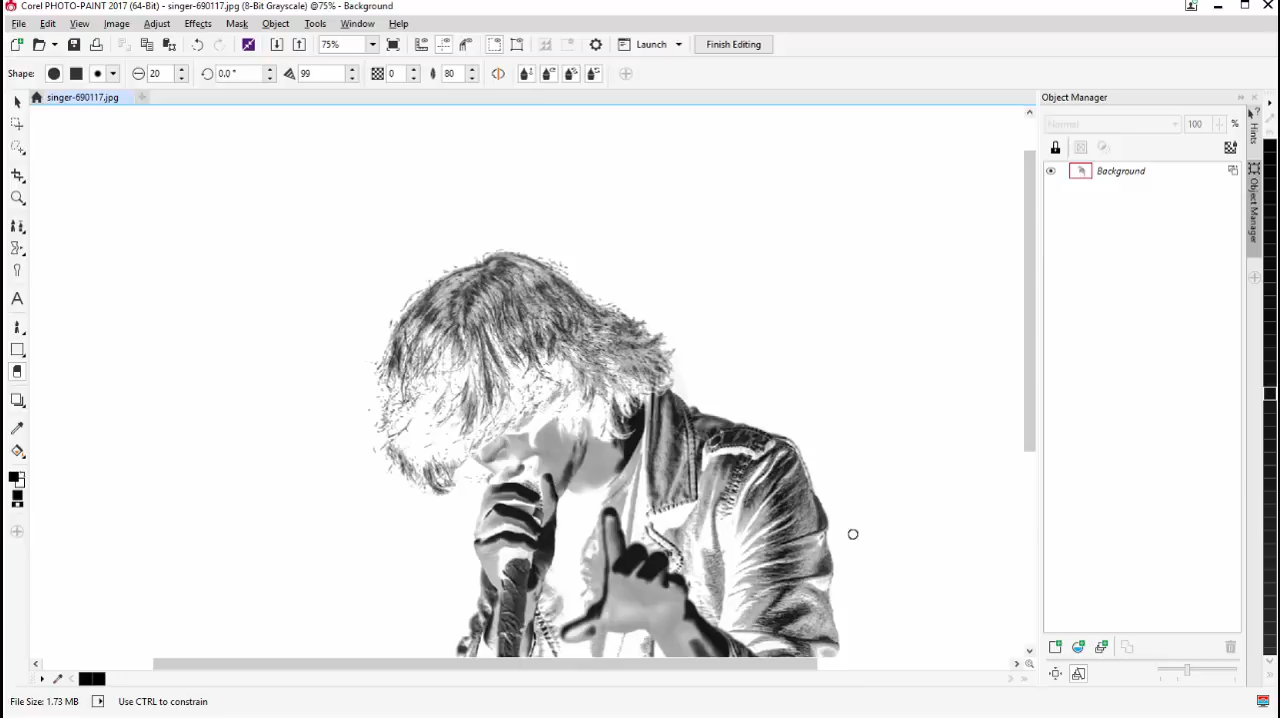 Corel PHOTO-PAINT 2017 (64-Bit) - singer-690117.jpg (8-Bit Grayscale) @75% - Background
File Edit View Image Adjust Effects Mask Object Tools Window Help
75% Launch Finish Editing
Shape: 20 0.0 ° 99 0 80
singer-690117.jpg
Object Manager
Normal 100 %
Background
Hints
Object Manager
File Size: 1.73 MB Use CTRL to constrain